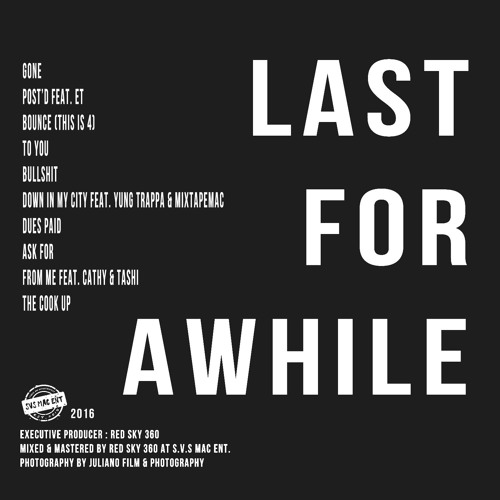 GONE
POST'D FEAT. ET
BOUNCE (THIS IS 4)
TO YOU
BULLSHIT
DOWN IN MY CITY FEAT. YUNG TRAPPA & MIXTAPEMAC
DUES PAID
ASK FOR
FROM ME FEAT. CATHY & TASHI
THE COOK UP
LAST
FOR
AWHILE
SVS MAC ENT
2016
EXECUTIVE PRODUCER : RED SKY 360
MIXED & MASTERED BY RED SKY 360 AT S.V.S MAC ENT.
PHOTOGRAPHY BY JULIANO FILM & PHOTOGRAPHY